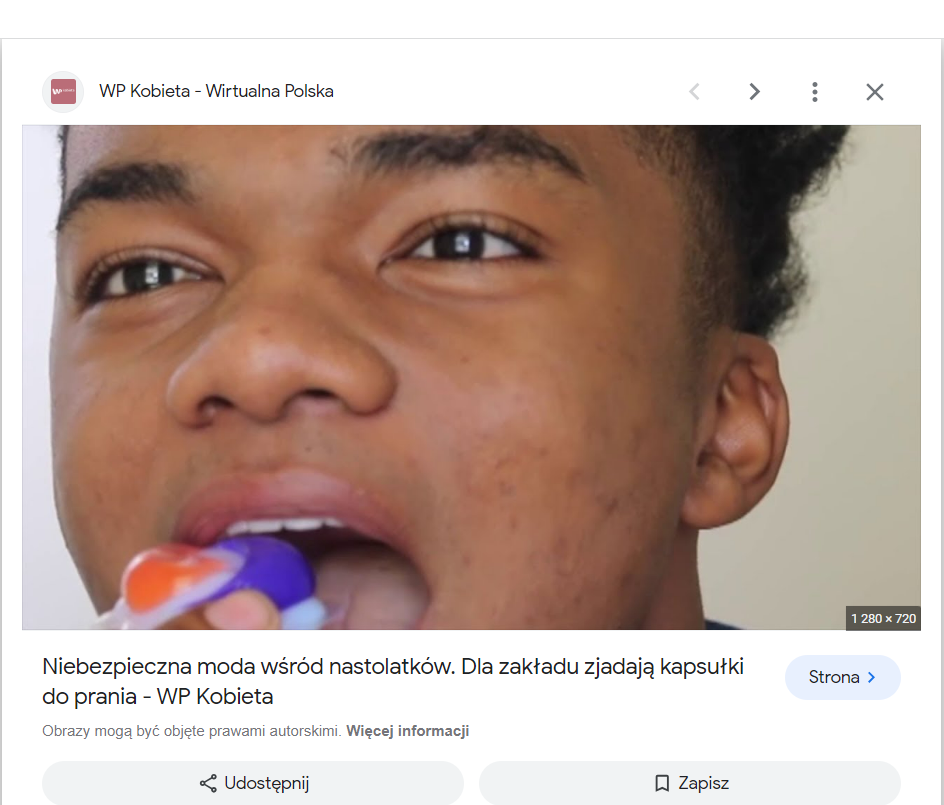 WP Kobieta - Wirtualna Polska
1 280 × 720
Niebezpieczna moda wśród nastolatków. Dla zakładu zjadają kapsułki
do prania - WP Kobieta
Strona
Obrazy mogą być objęte prawami autorskimi. Więcej informacji
Udostępnij
Zapisz